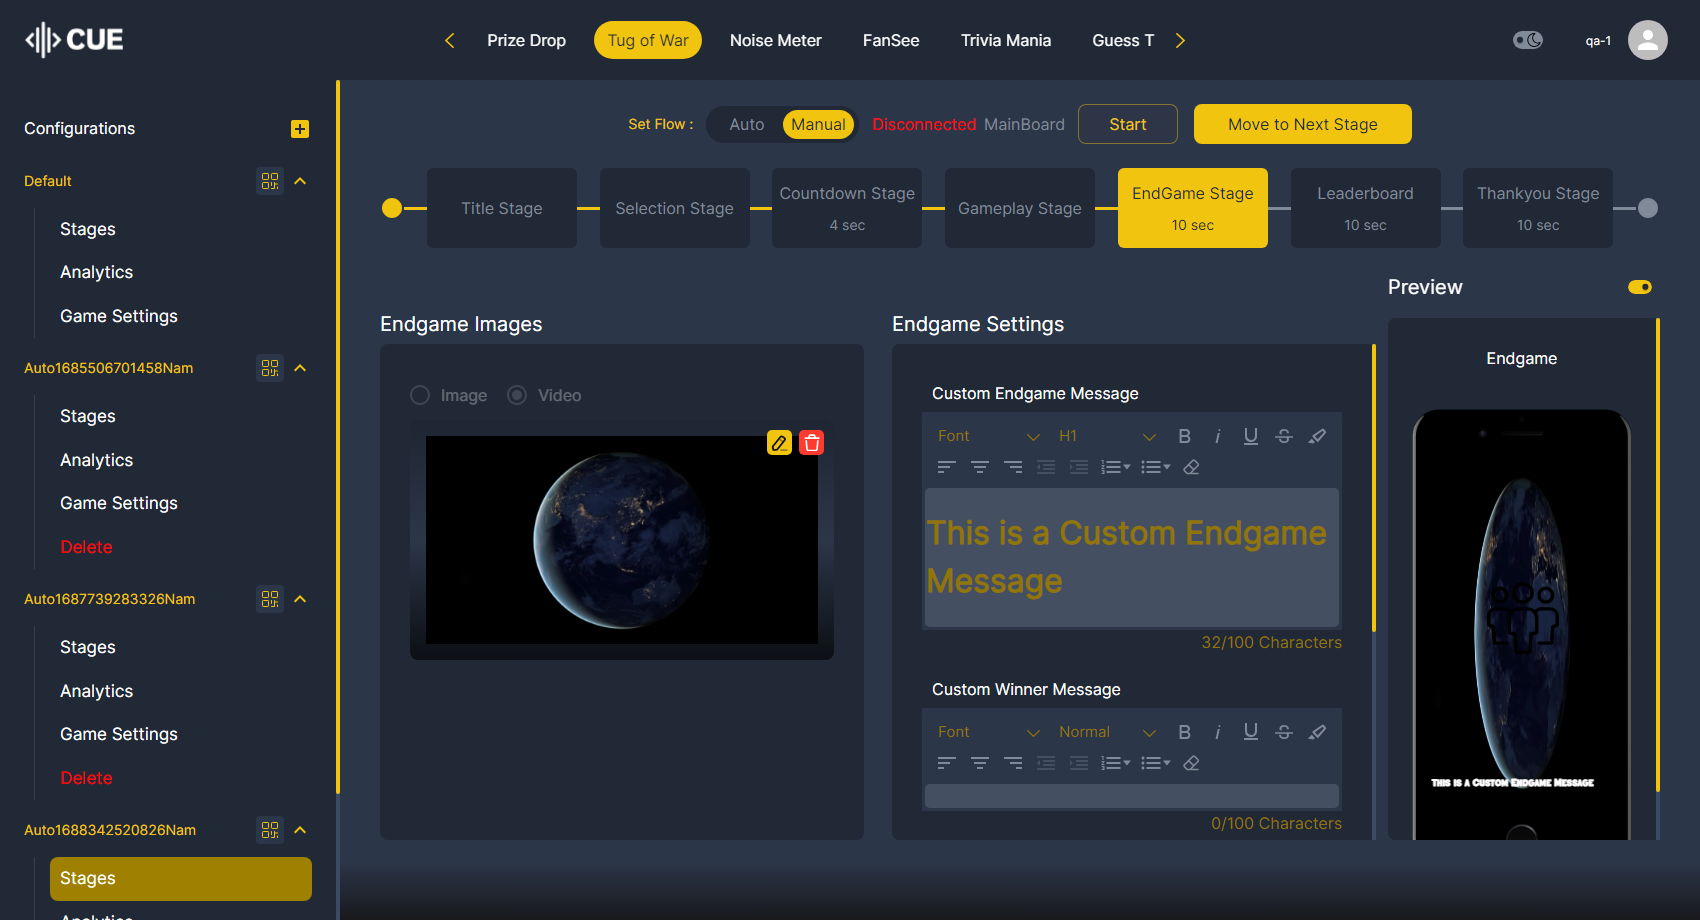 CUE
Prize Drop
Tug of War
Noise Meter
FanSee
Trivia Mania
Guess T
qa-1
Configurations
Default
Stages
Analytics
Game Settings
Auto1685506701458Nam
Stages
Analytics
Game Settings
Delete
Auto1687739283326Nam
Stages
Analytics
Game Settings
Delete
Auto1688342520826Nam
Stages
Analytics
Set Flow :
Auto
Manual
Disconnected MainBoard
Start
Move to Next Stage
Title Stage
Selection Stage
Countdown Stage
4 sec
Gameplay Stage
EndGame Stage
10 sec
Leaderboard
10 sec
Thankyou Stage
10 sec
Endgame Images
Image
Video
Endgame Settings
Custom Endgame Message
Font
H1
B i U S
This is a Custom Endgame
Message
32/100 Characters
Custom Winner Message
Font
Normal
B i U S
0/100 Characters
Preview
Endgame
This is a Custom Endgame Message